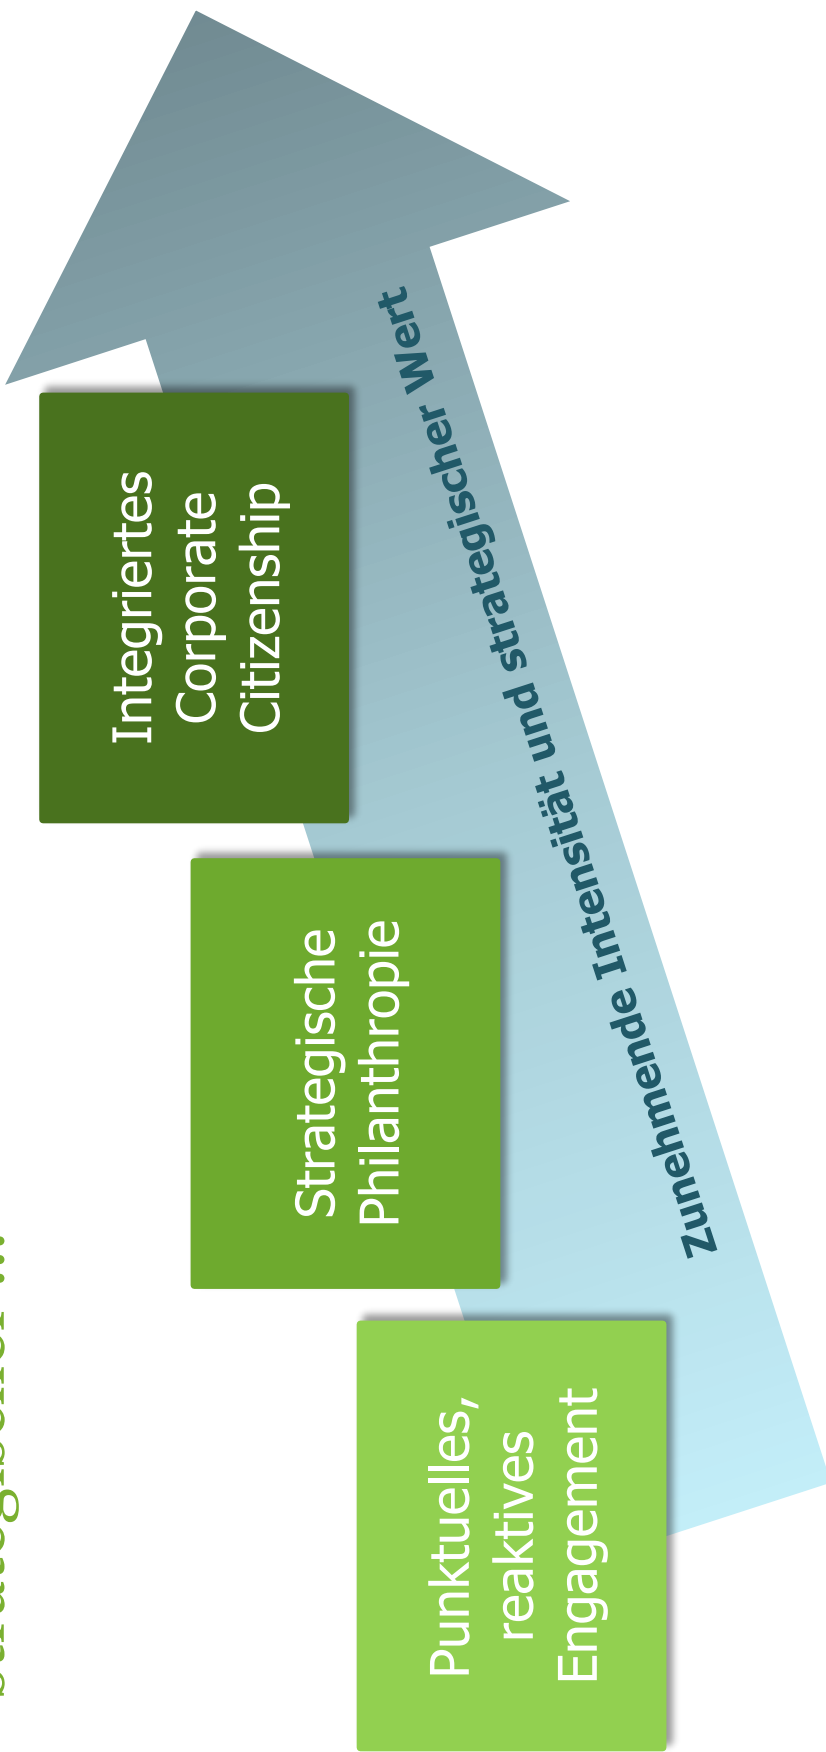 Punktuelles,
reaktives
Engagement
Strategische
Philanthropie
Integriertes
Corporate
Citizenship
Zunehmende Intensität und strategischer Wert